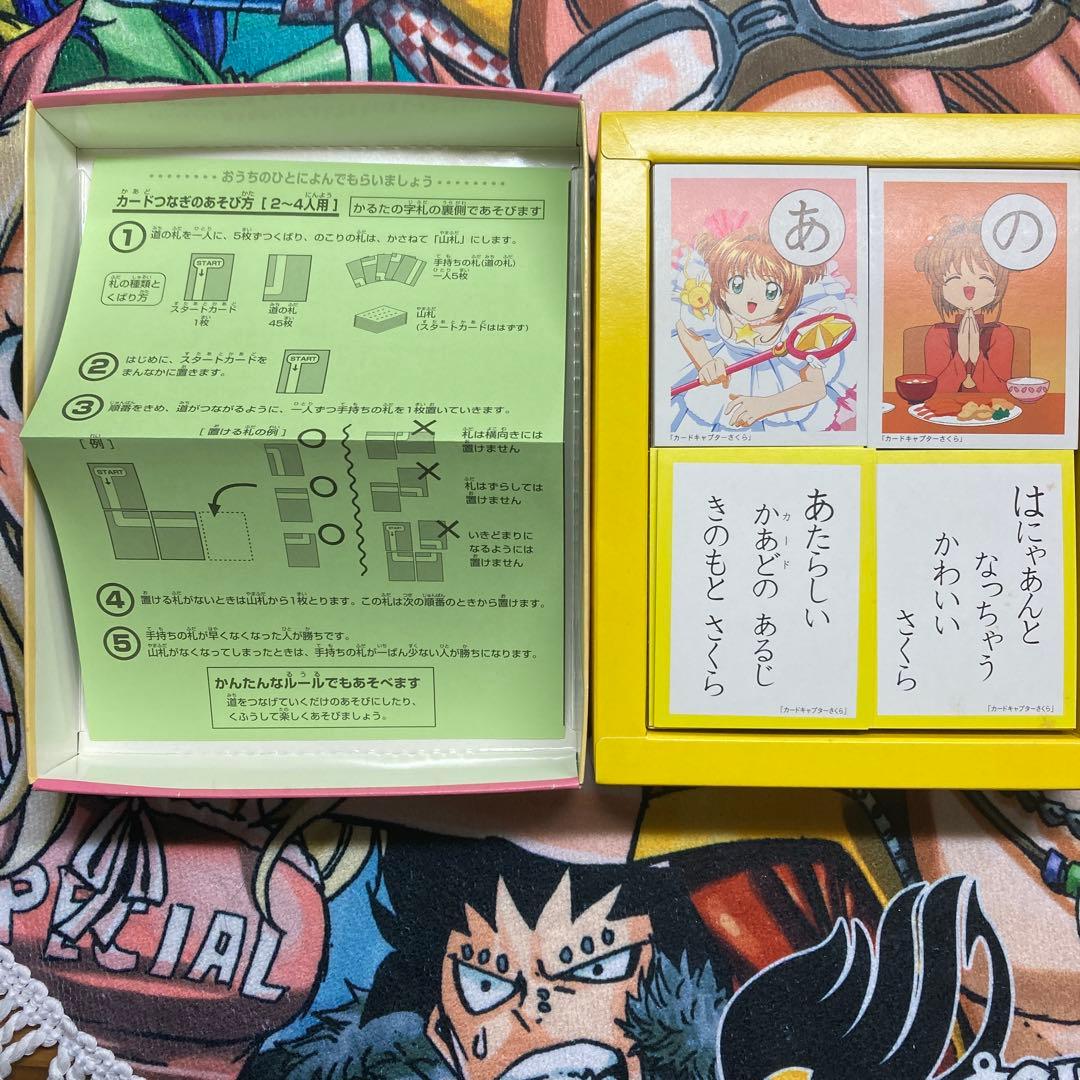 おうちのひとによんでもらいましょう
カードつなぎのあそび方 [2〜4人用]
かるたの字札の裏側であそびます
① 道の札を一人に、5枚ずつくばり、のこりの札は、かさねて「山札」にします。
札の種類と
くばり方
START
スタートカード
1枚
道の札
45枚
手持ちの札(道の札)
一人5枚
山札
(スタートカードははずす)
② はじめに、スタートカードを
まんなかに置きます。
START
③ 順番をきめ、道がつながるように、一人ずつ手持ちの札を1枚置いていきます。
[例]
START
[置ける札の例]
札は横向きには
置けません
札はずらしては
置けません
START
いきどまりに
なるようには
置けません
④ 置ける札がないときは山札から1枚とります。この札は次の順番のときから置けます。
⑤ 手持ちの札が早くなくなった人が勝ちです。
山札がなくなってしまったときは、手持ちの札が一ばん少ない人が勝ちになります。
かんたんなルールでもあそべます
道をつなげていくだけのあそびにしたり、
くふうして楽しくあそびましょう。
あ
「カードキャプターさくら」
の
「カードキャプターさくら」
あたらしい
かあどの あるじ
カード
きのもと さくら
「カードキャプターさくら」
はにゃあんと
なっちゃう
かわいい
さくら
「カードキャプターさくら」
SPECIAL